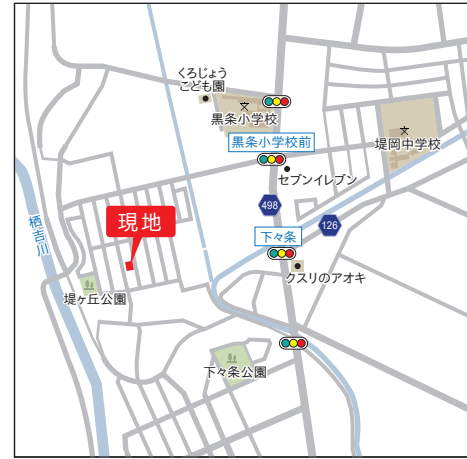 くろじょう
こども園
黒条小学校
黒条小学校前
堤岡中学校
セブンイレブン
498
126
栖吉川
現地
下々条
クスリのアオキ
堤ヶ丘公園
下々条公園